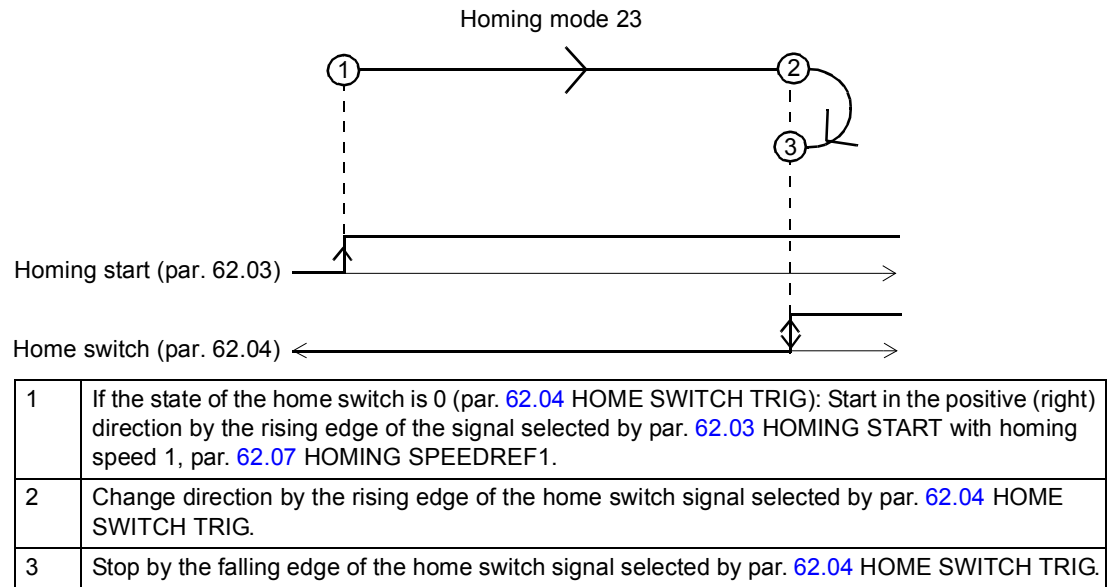 Homing mode 23
1
2
3
Homing start (par. 62.03)
Home switch (par. 62.04)
1 If the state of the home switch is 0 (par. 62.04 HOME SWITCH TRIG): Start in the positive (right)
direction by the rising edge of the signal selected by par. 62.03 HOMING START with homing
speed 1, par. 62.07 HOMING SPEEDREF1.
2 Change direction by the rising edge of the home switch signal selected by par. 62.04 HOME
SWITCH TRIG.
3 Stop by the falling edge of the home switch signal selected by par. 62.04 HOME SWITCH TRIG.